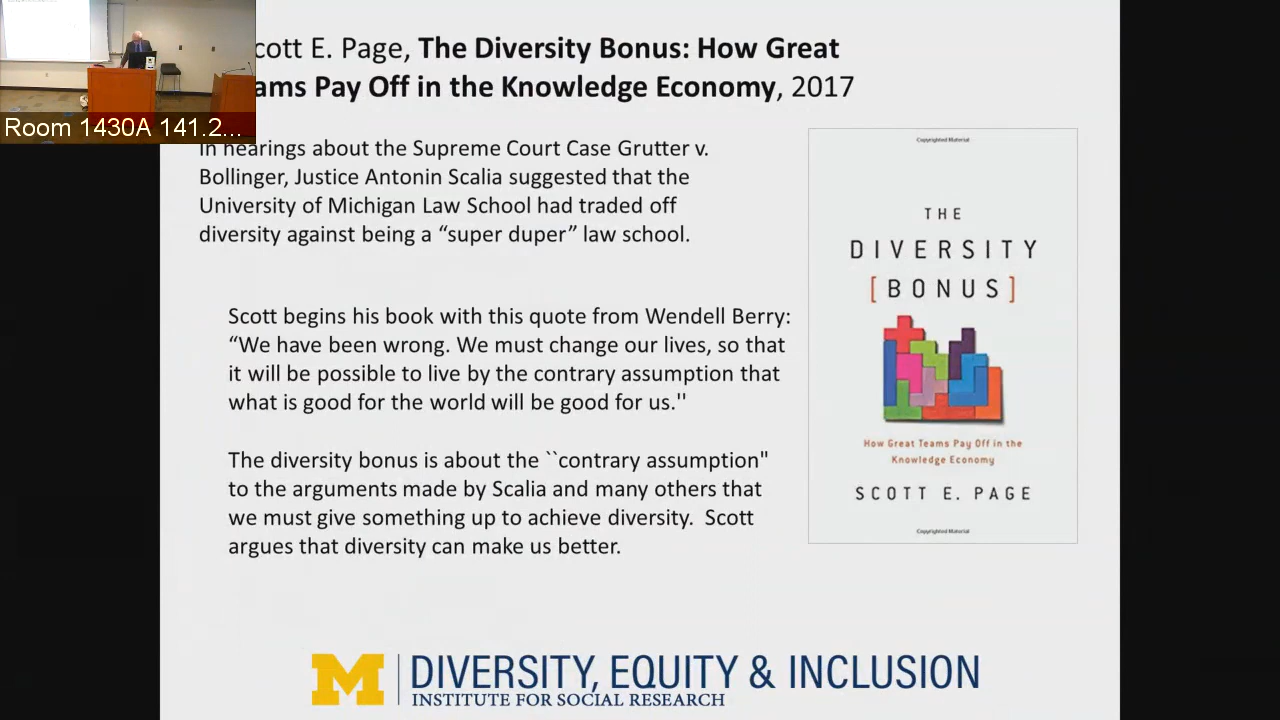 cott E. Page, The Diversity Bonus: How Great
ams Pay Off in the Knowledge Economy, 2017
Room 1430A 141.2...
In hearings about the Supreme Court Case Grutter v.
Bollinger, Justice Antonin Scalia suggested that the
University of Michigan Law School had traded off
diversity against being a “super duper” law school.
Scott begins his book with this quote from Wendell Berry:
“We have been wrong. We must change our lives, so that
it will be possible to live by the contrary assumption that
what is good for the world will be good for us.''
The diversity bonus is about the ``contrary assumption"
to the arguments made by Scalia and many others that
we must give something up to achieve diversity. Scott
argues that diversity can make us better.
Copyrighted Material
THE
DIVERSITY
[BONUS]
How Great Teams Pay Off in the
Knowledge Economy
SCOTT E. PAGE
Copyrighted Material
M DIVERSITY, EQUITY & INCLUSION
INSTITUTE FOR SOCIAL RESEARCH